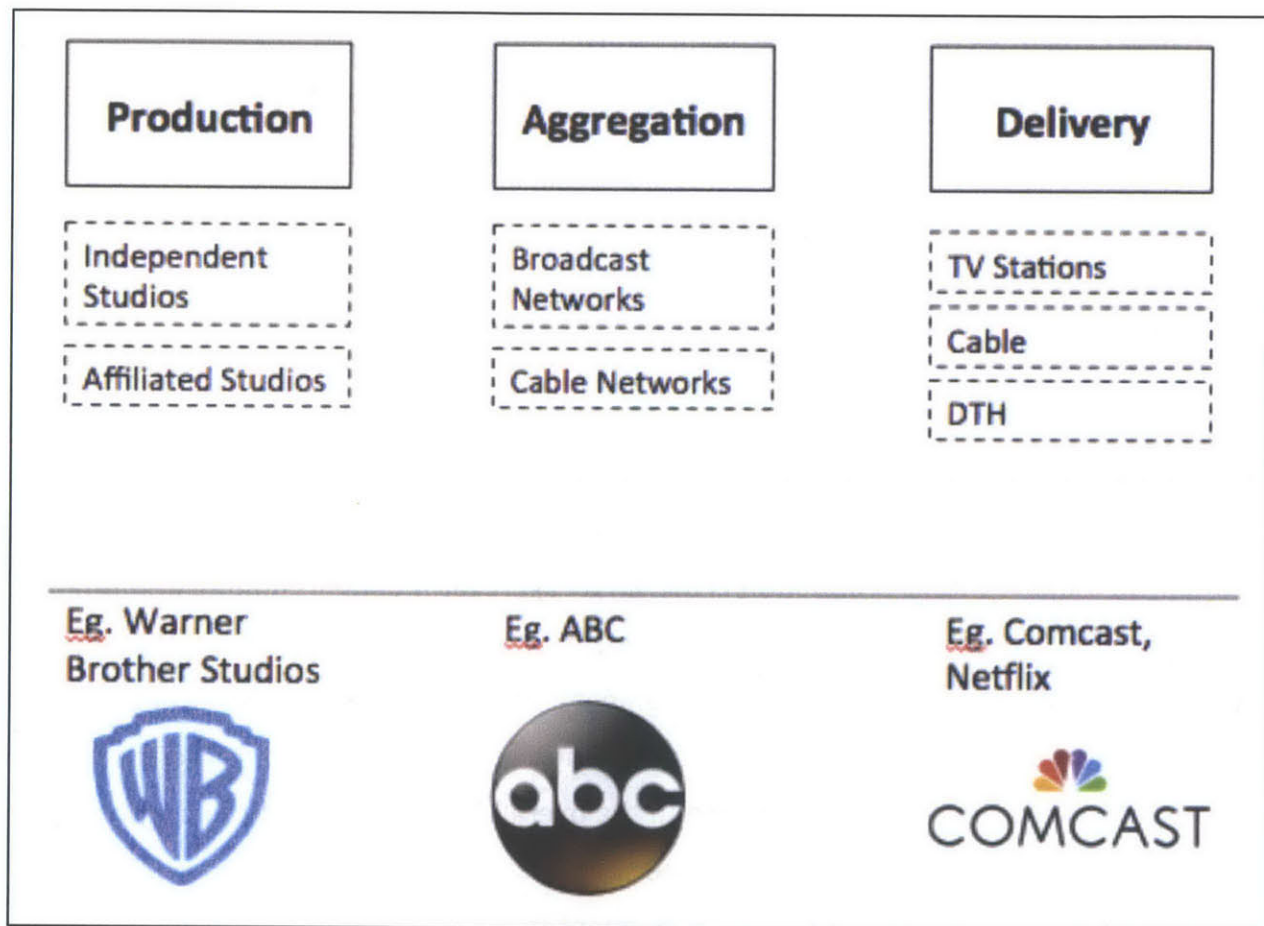 Production
Independent
Studios
Affiliated Studios
Aggregation
Broadcast
Networks
Cable Networks
Delivery
TV Stations
Cable
DTH
Eg. Warner
Brother Studios
WB
Eg. ABC
abc
Eg. Comcast,
Netflix
COMCAST